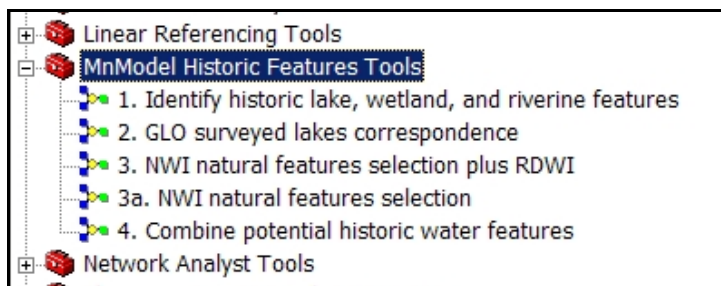 Linear Referencing Tools
MnModel Historic Features Tools
1. Identify historic lake, wetland, and riverine features
2. GLO surveyed lakes correspondence
3. NWI natural features selection plus RDWI
3a. NWI natural features selection
4. Combine potential historic water features
Network Analyst Tools